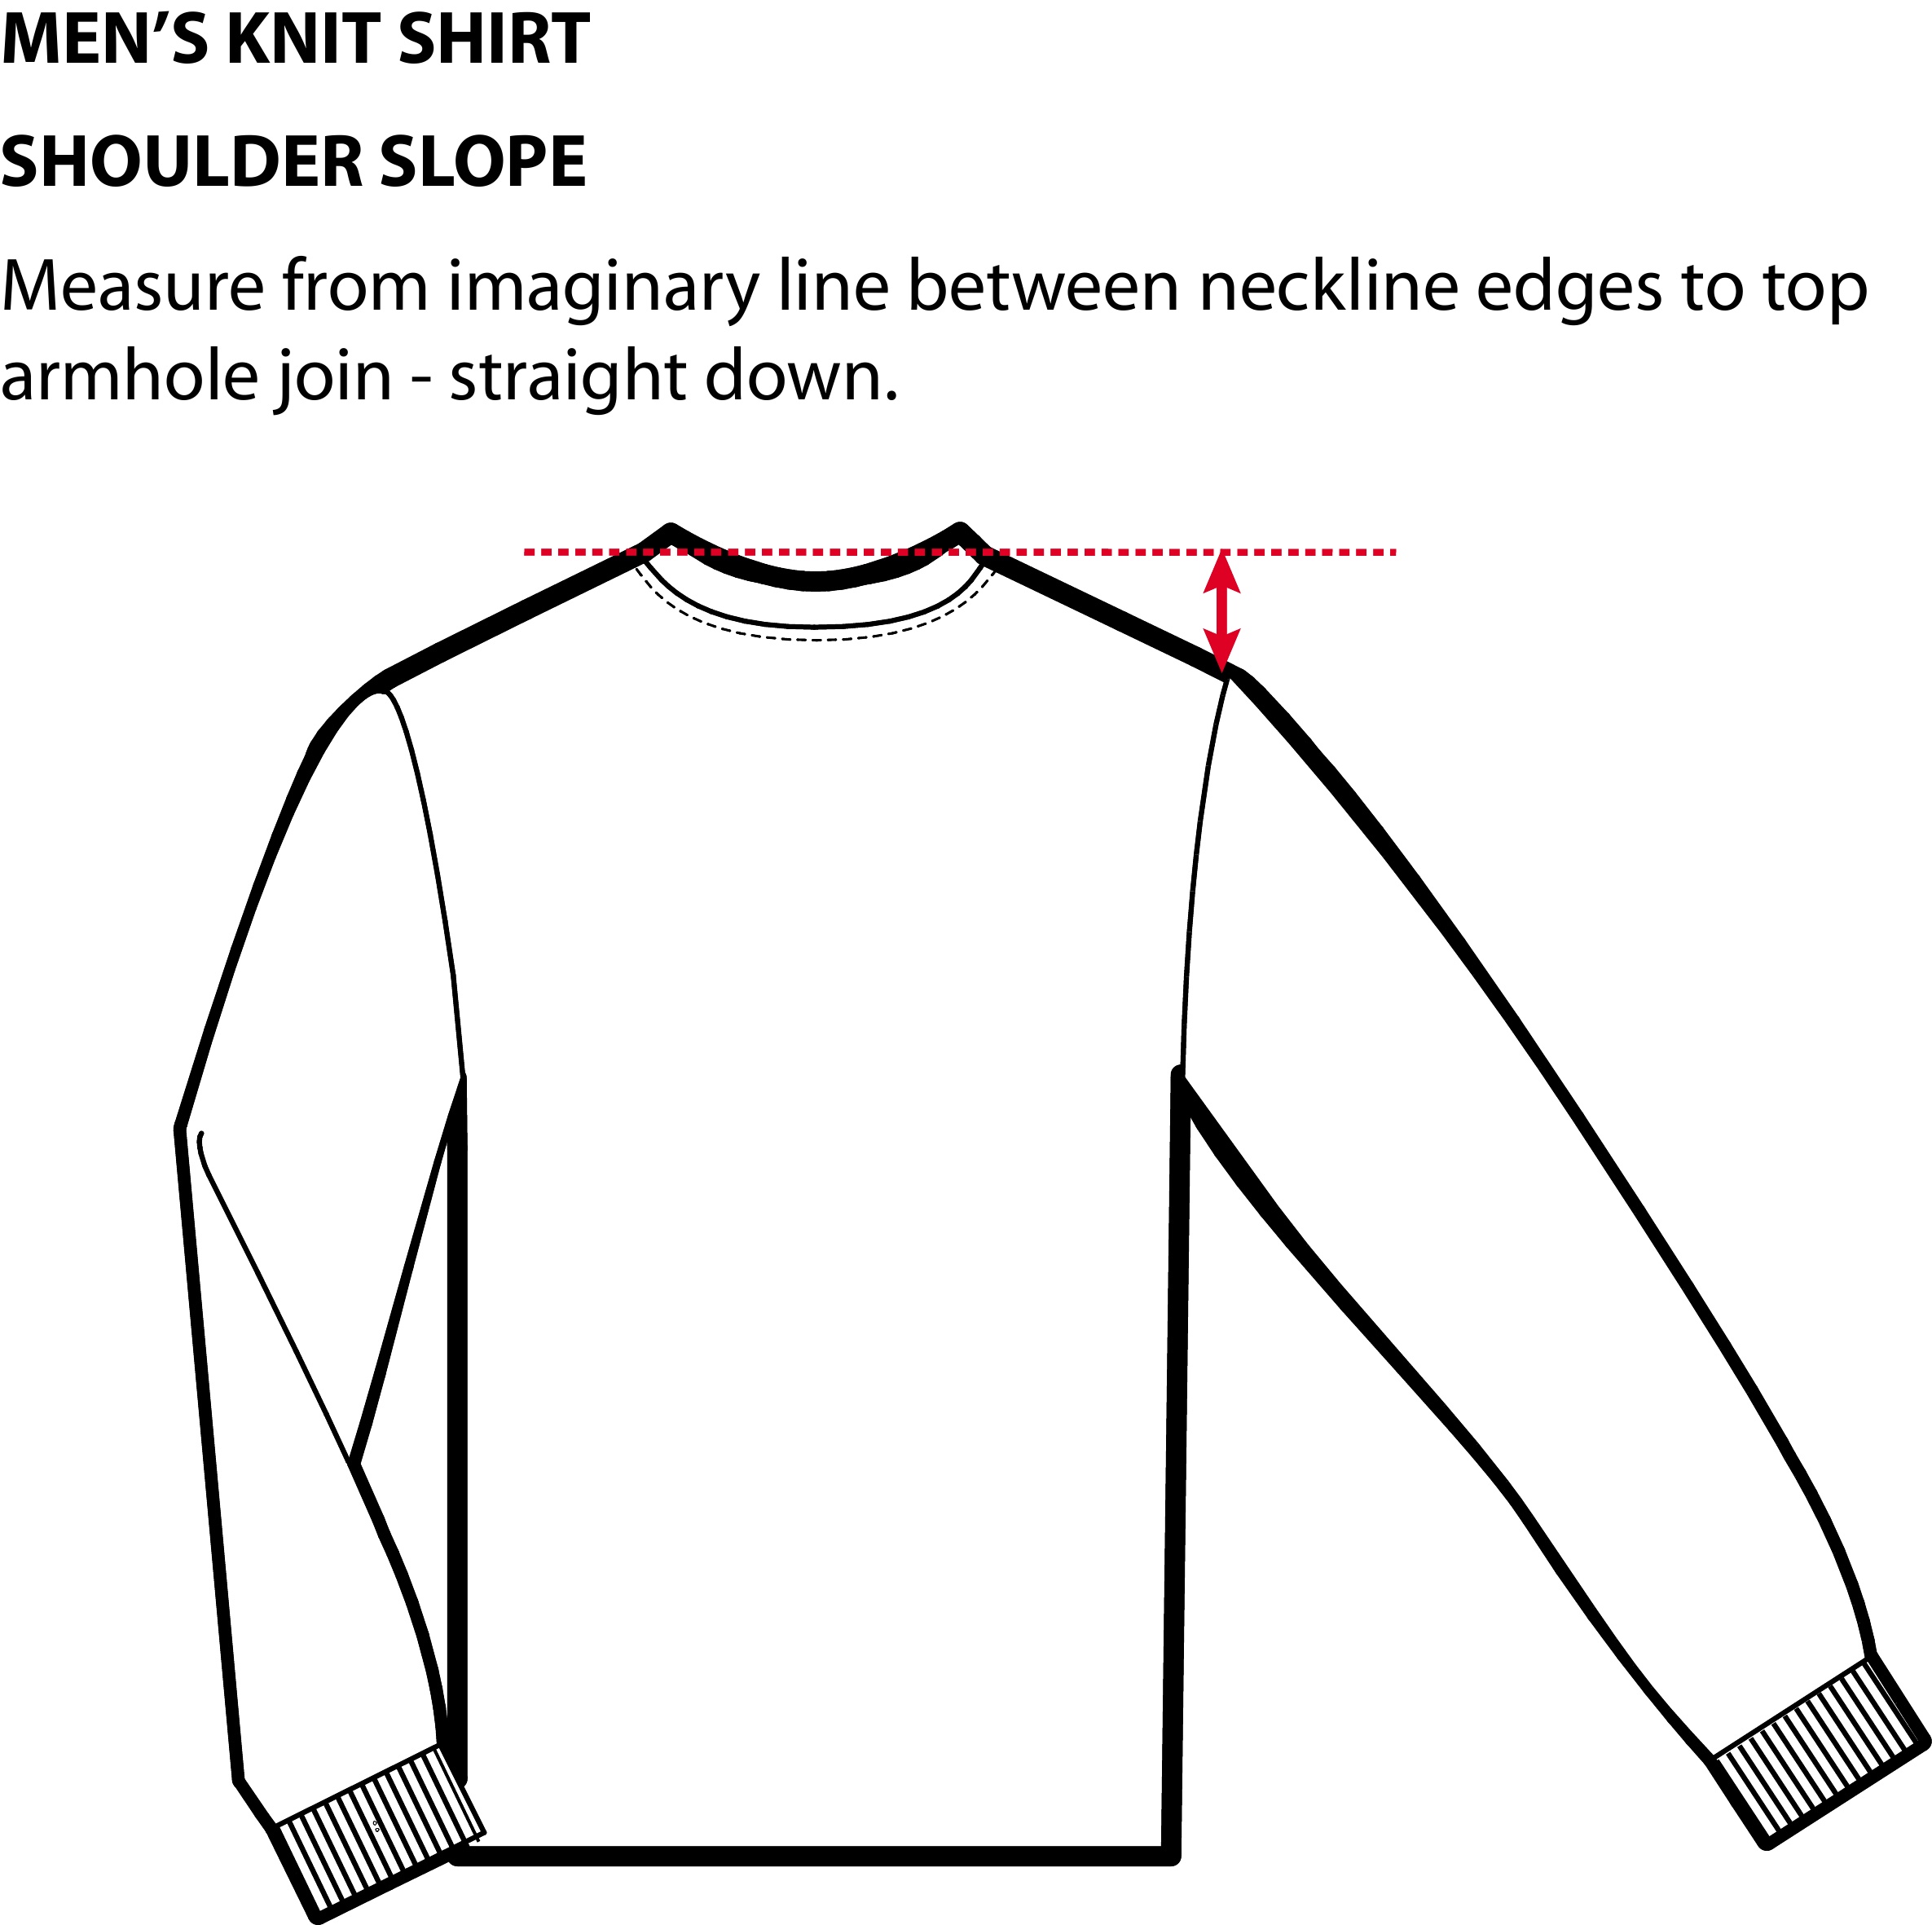 MEN’S KNIT SHIRT
SHOULDER SLOPE
Measure from imaginary line between neckline edges to top
armhole join – straight down.